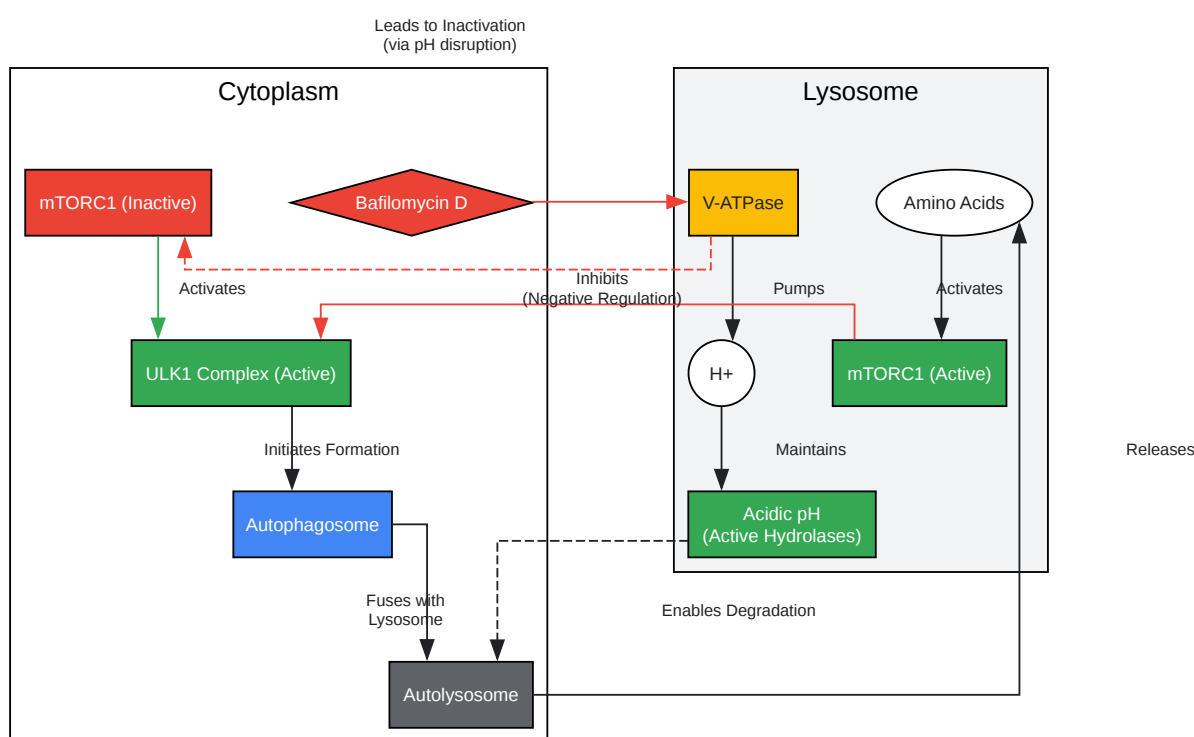 Leads to Inactivation
(via pH disruption)
Cytoplasm
Lysosome
mTORC1 (Inactive)
Bafilomycin D
V-ATPase
Amino Acids
Activates
Inhibits
(Negative Regulation)
Pumps
Activates
ULK1 Complex (Active)
H+
mTORC1 (Active)
Initiates Formation
Maintains
Releases
Autophagosome
Acidic pH
(Active Hydrolases)
Fuses with
Lysosome
Enables Degradation
Autolysosome